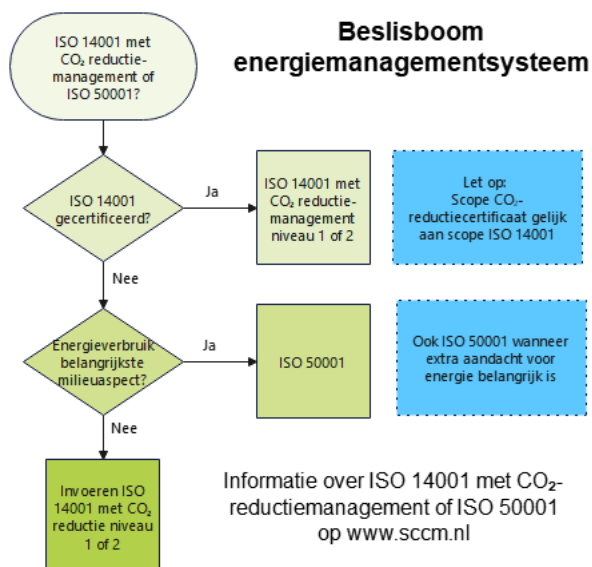 Beslisboom
energiemanagementsysteem
ISO 14001 met
CO₂ reductie-
management of
ISO 50001?
ISO 14001
gecertificeerd?
Ja
ISO 14001 met
CO₂ reductie-
management
niveau 1 of 2
Let op:
Scope CO₂-
reductiecertificaat gelijk
aan scope ISO 14001
Nee
Energieverbruik
belangrijkste
milieuaspect?
Ja
ISO 50001
Ook ISO 50001 wanneer
extra aandacht voor
energie belangrijk is
Nee
Invoeren ISO
14001 met CO₂
reductie niveau
1 of 2
Informatie over ISO 14001 met CO₂-
reductiemanagement of ISO 50001
op www.sccm.nl